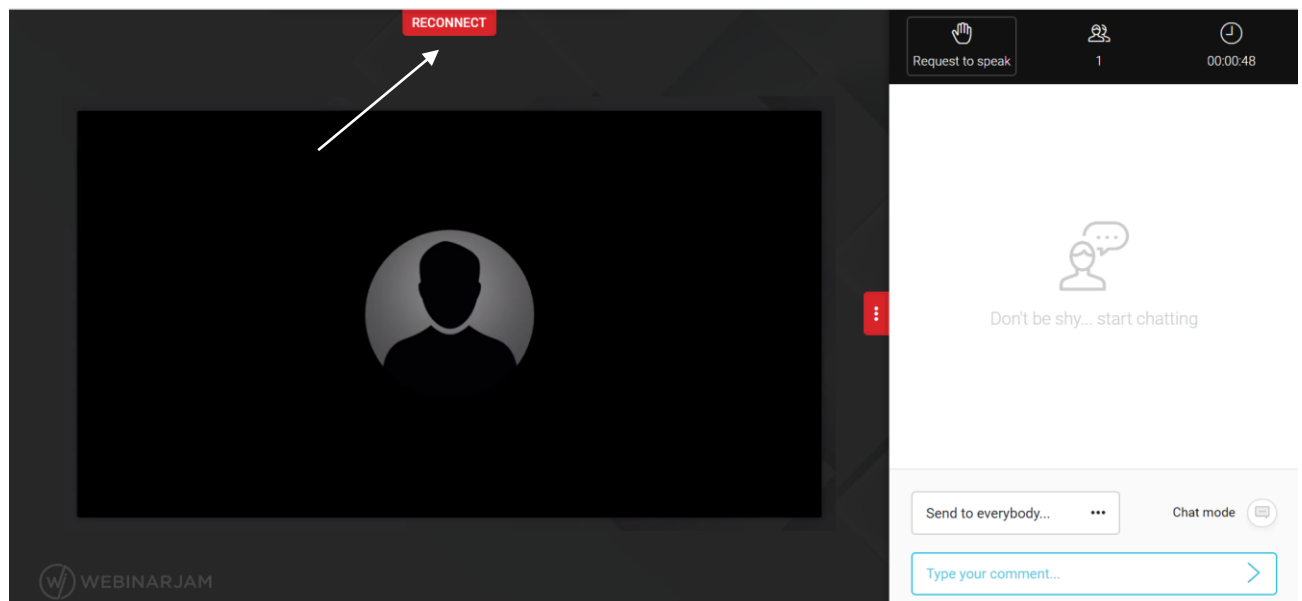 RECONNECT
Request to speak
1
00:00:48
Don't be shy... start chatting
Send to everybody...
Chat mode
Type your comment...
WEBINARJAM